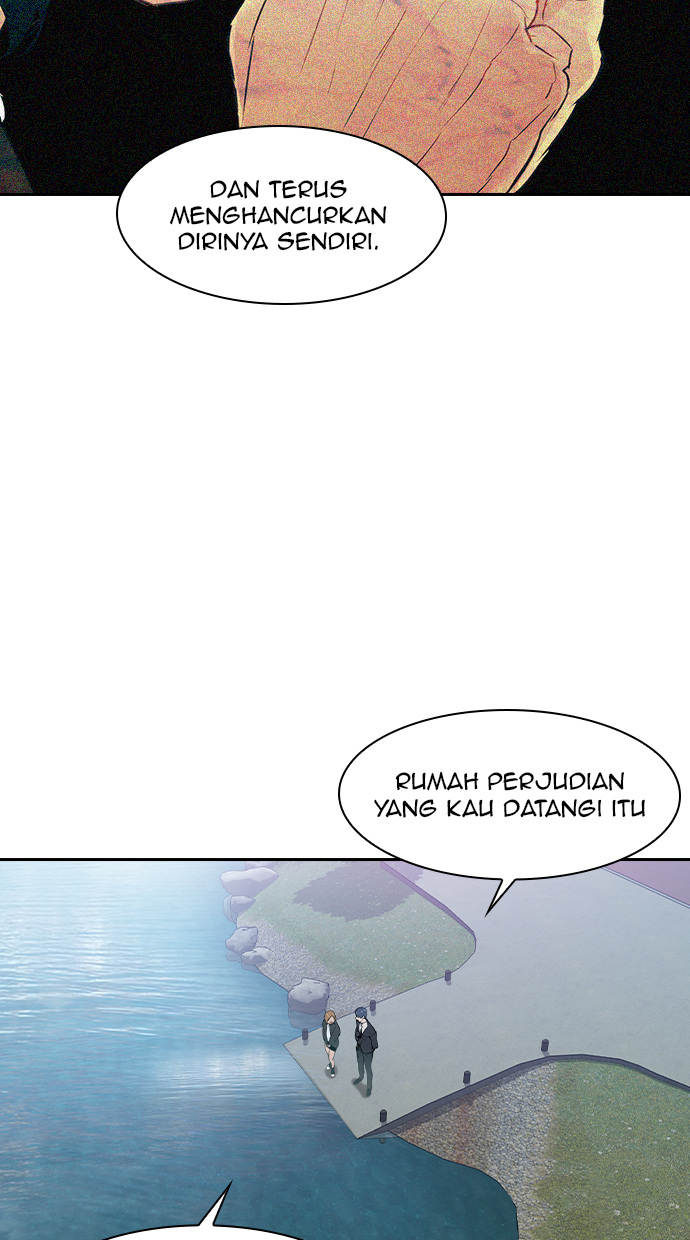 DAN TERUS
MENGHANCURKAN
DIRINYA SENDIRI.
RUMAH PERJUDIAN
YANG KAU DATANGI ITU